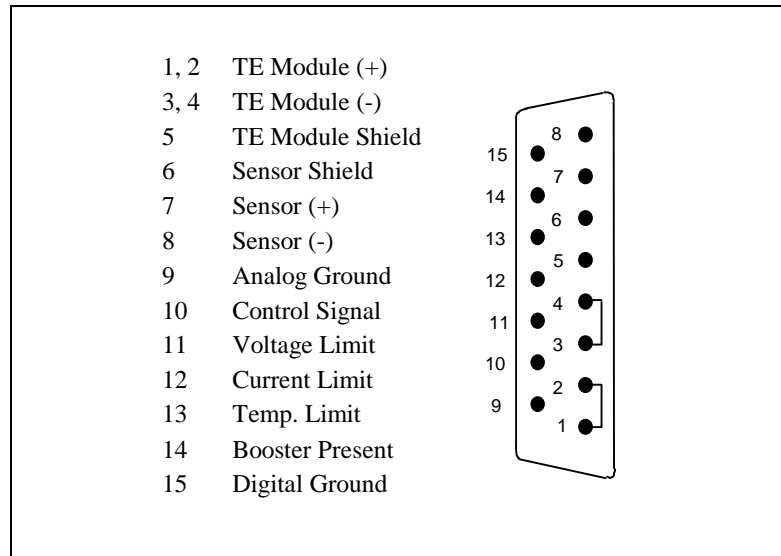 1, 2 TE Module (+)
3, 4 TE Module (-)
5 TE Module Shield
6 Sensor Shield
7 Sensor (+)
8 Sensor (-)
9 Analog Ground
10 Control Signal
11 Voltage Limit
12 Current Limit
13 Temp. Limit
14 Booster Present
15 Digital Ground
8
15
7
14
6
13
5
12
4
11
3
10
2
9
1